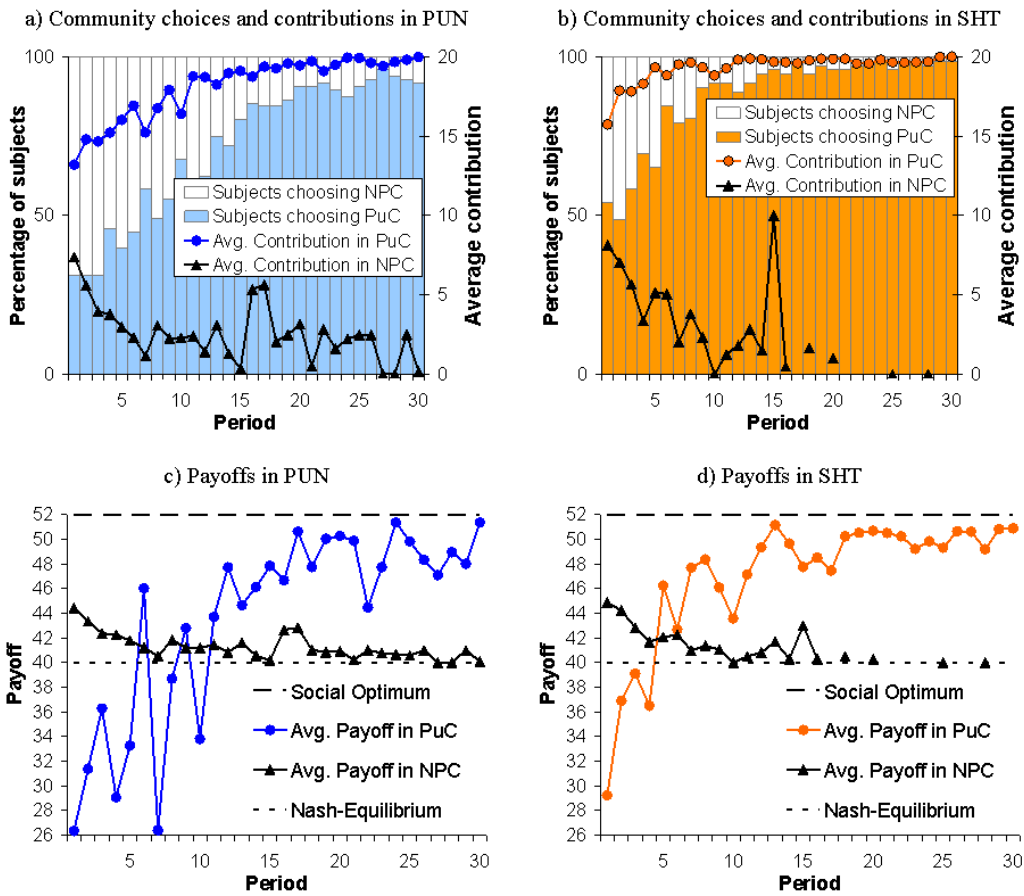 a) Community choices and contributions in PUN
100
50
0
Percentage of subjects
20
15
10
5
0
Average contribution
Subjects choosing NPC
Subjects choosing PuC
Avg. Contribution in PuC
Avg. Contribution in NPC
5 10 15 20 25 30
Period
b) Community choices and contributions in SHT
100
50
0
Percentage of subjects
20
15
10
5
0
Average contribution
Subjects choosing NPC
Subjects choosing PuC
Avg. Contribution in PuC
Avg. Contribution in NPC
5 10 15 20 25 30
Period
c) Payoffs in PUN
52
50
48
46
44
42
40
38
36
34
32
30
28
26
Payoff
Social Optimum
Avg. Payoff in PuC
Avg. Payoff in NPC
Nash-Equilibrium
5 10 15 20 25 30
Period
d) Payoffs in SHT
52
50
48
46
44
42
40
38
36
34
32
30
28
26
Payoff
Social Optimum
Avg. Payoff in PuC
Avg. Payoff in NPC
Nash-Equilibrium
5 10 15 20 25 30
Period